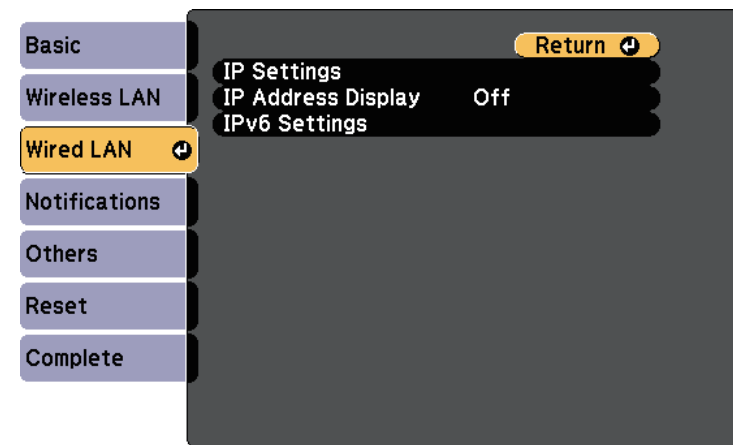 Basic
Wireless LAN
Wired LAN
Notifications
Others
Reset
Complete
Return
IP Settings
IP Address Display Off
IPv6 Settings